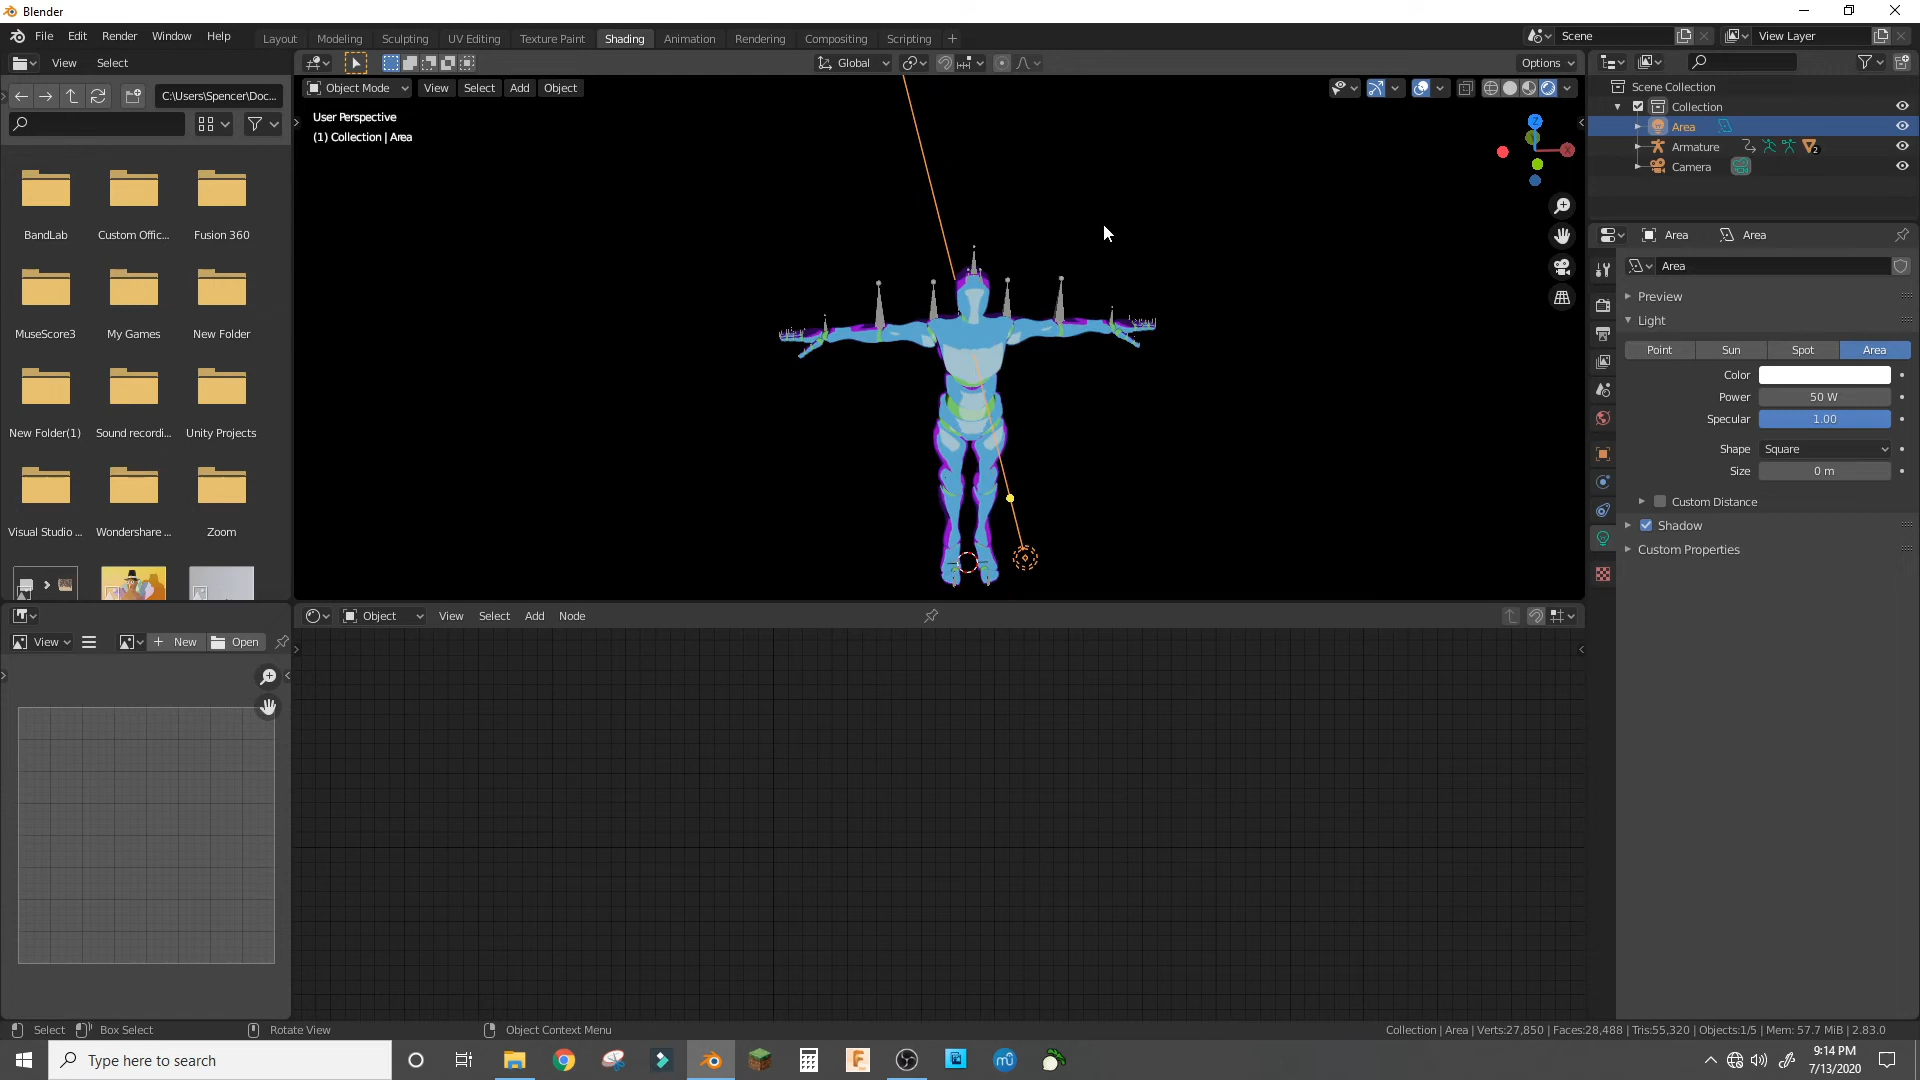 Blender
File Edit Render Window Help
Layout Modeling Sculpting UV Editing Texture Paint Shading Animation Rendering Compositing Scripting
Scene
View Layer
View Select
Global
Options
C:\Users\Spencer\Doc...
Object Mode View Select Add Object
User Perspective
(1) Collection | Area
Z
X
Scene Collection
Collection
Area
Armature
2
Camera
BandLab Custom Offic... Fusion 360
MuseScore3 My Games New Folder
New Folder(1) Sound recordi... Unity Projects
Visual Studio ... Wondershare ... Zoom
Area Area
Area
Preview
Light
Point Sun Spot Area
Color
Power 50 W
Specular 1.00
Shape Square
Size 0 m
Custom Distance
Shadow
Custom Properties
Object View Select Add Node
View New Open
Select Box Select Rotate View Object Context Menu
Collection | Area | Verts:27,850 | Faces:28,488 | Tris:55,320 | Objects:1/5 | Mem: 57.7 MiB | 2.83.0
Type here to search
9:14 PM
7/13/2020